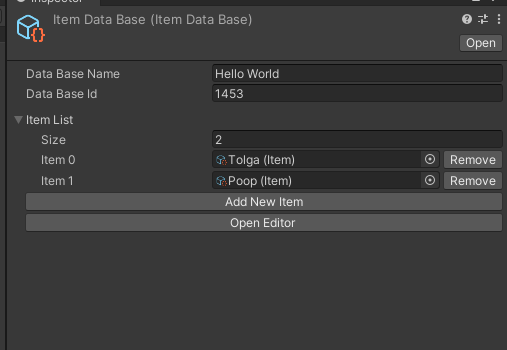 Inspector
Item Data Base (Item Data Base)
Open
Data Base Name Hello World
Data Base Id 1453
Item List
Size 2
Item 0 Tolga (Item) Remove
Item 1 Poop (Item) Remove
Add New Item
Open Editor